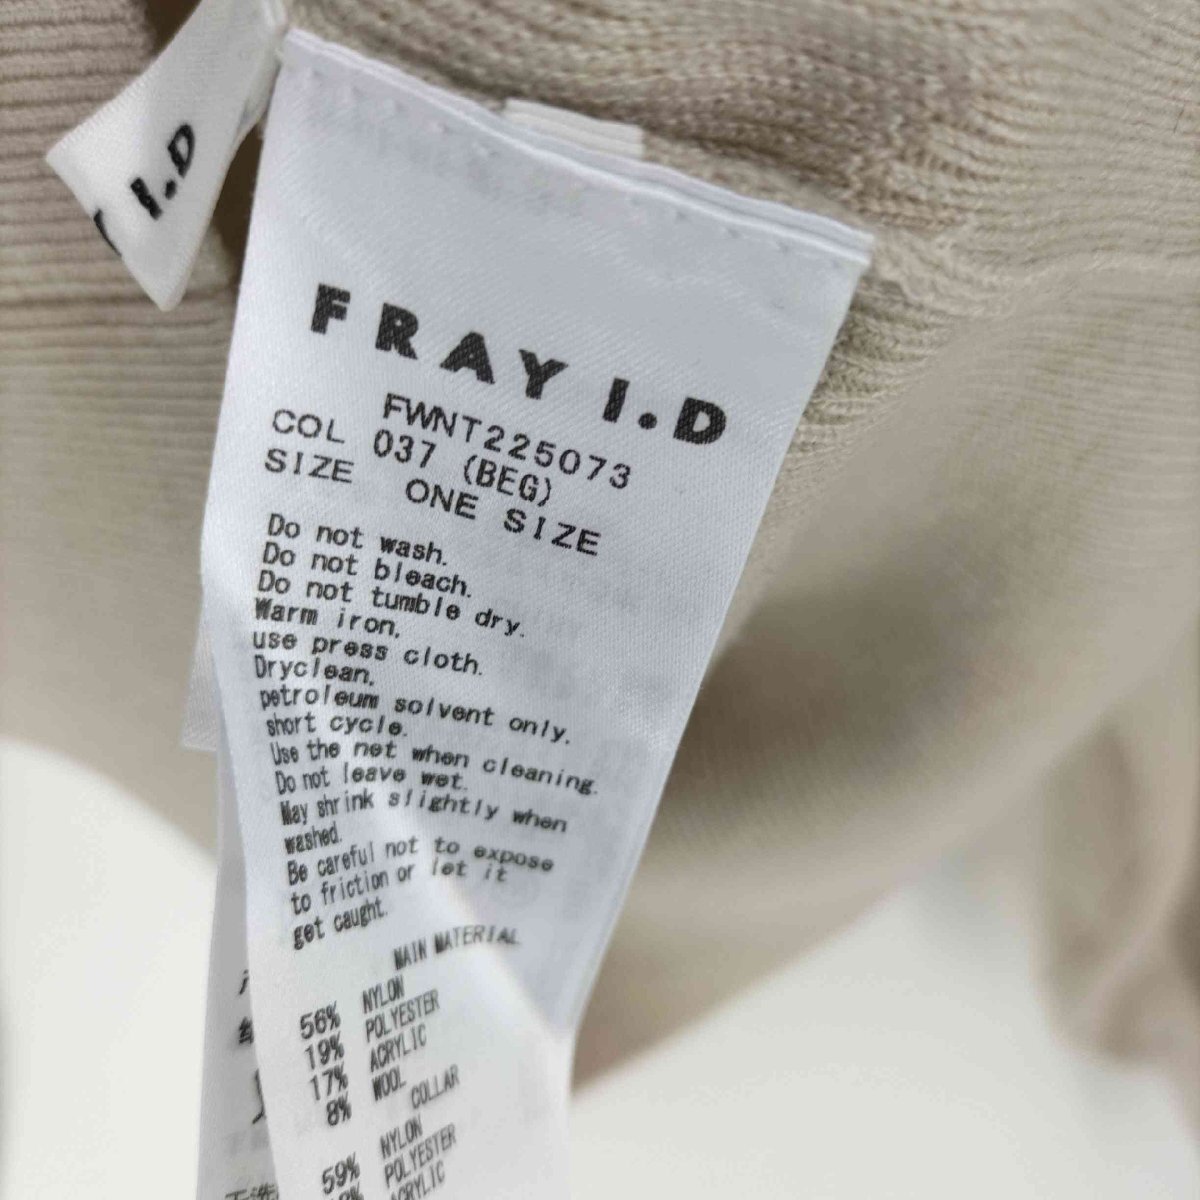 I.D
FRAY I.D
FWNT225073
COL 037 (BEG)
SIZE ONE SIZE
Do not wash.
Do not bleach.
Do not tumble dry.
Warm iron.
use press cloth.
Dryclean.
petroleum solvent only.
short cycle.
Use the net when cleaning.
Do not leave wet.
May shrink slightly when
washed.
Be careful not to expose
to friction or let it
get caught.
MAIN MATERIAL
56% NYLON
19% POLYESTER
17% ACRYLIC
8% WOOL
COLLAR
59% NYLON
POLYESTER
ACRYLIC